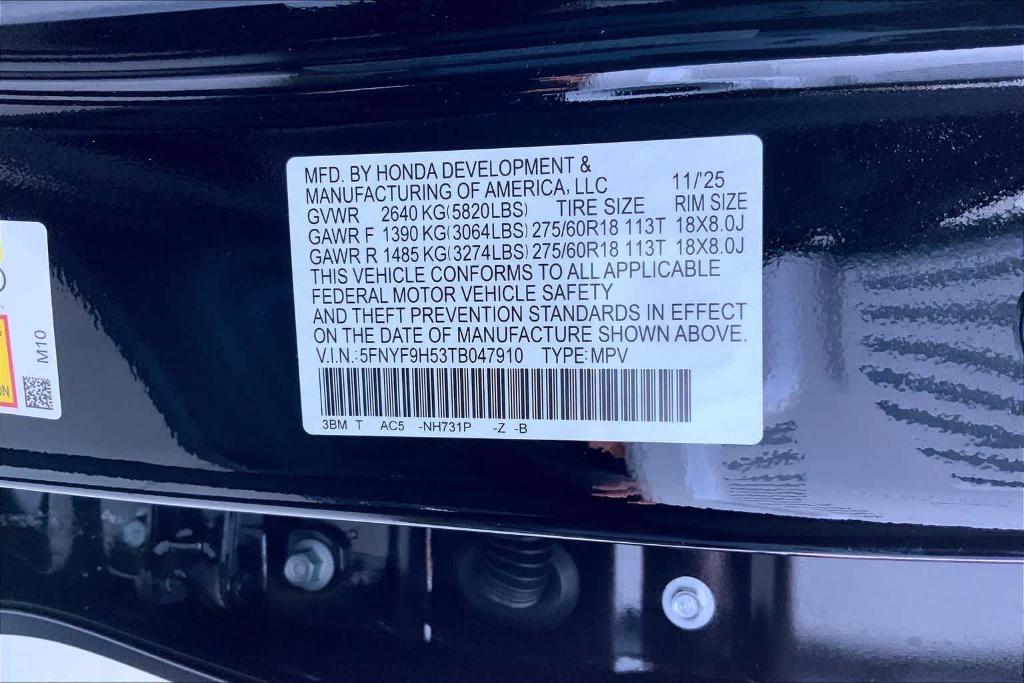 MFD. BY HONDA DEVELOPMENT &
MANUFACTURING OF AMERICA, LLC 11/'25
GVWR 2640 KG(5820LBS) TIRE SIZE RIM SIZE
GAWR F 1390 KG(3064LBS) 275/60R18 113T 18X8.0J
GAWR R 1485 KG(3274LBS) 275/60R18 113T 18X8.0J
THIS VEHICLE CONFORMS TO ALL APPLICABLE
FEDERAL MOTOR VEHICLE SAFETY
AND THEFT PREVENTION STANDARDS IN EFFECT
ON THE DATE OF MANUFACTURE SHOWN ABOVE.
V.I.N.:5FNYF9H53TB047910 TYPE:MPV
3BM T AC5 -NH731P -Z -B
M10